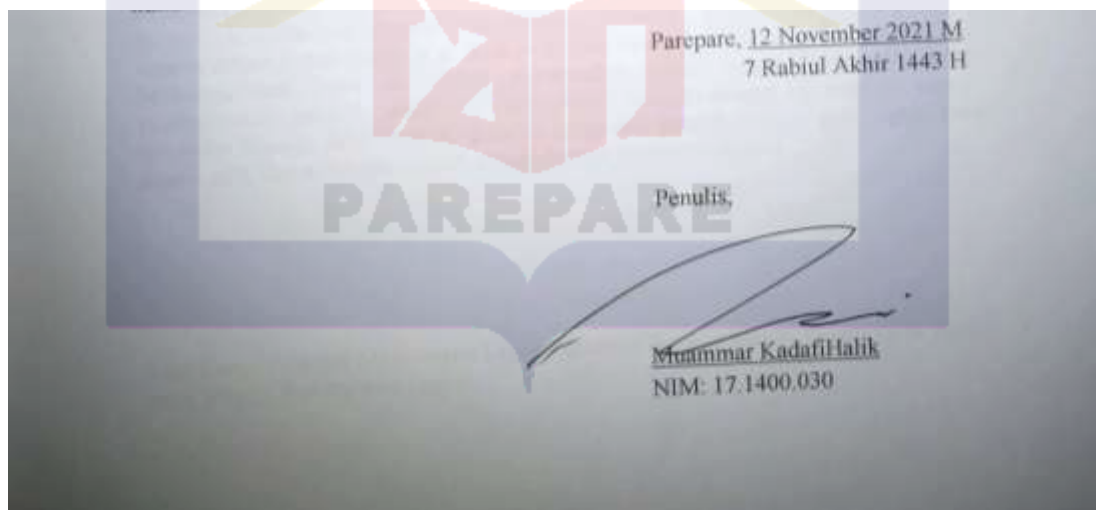 Parepare, 12 November 2021 M
7 Rabiul Akhir 1443 H
PAREPARE
Penulis,
Muammar KadafiHalik
NIM: 17.1400.030